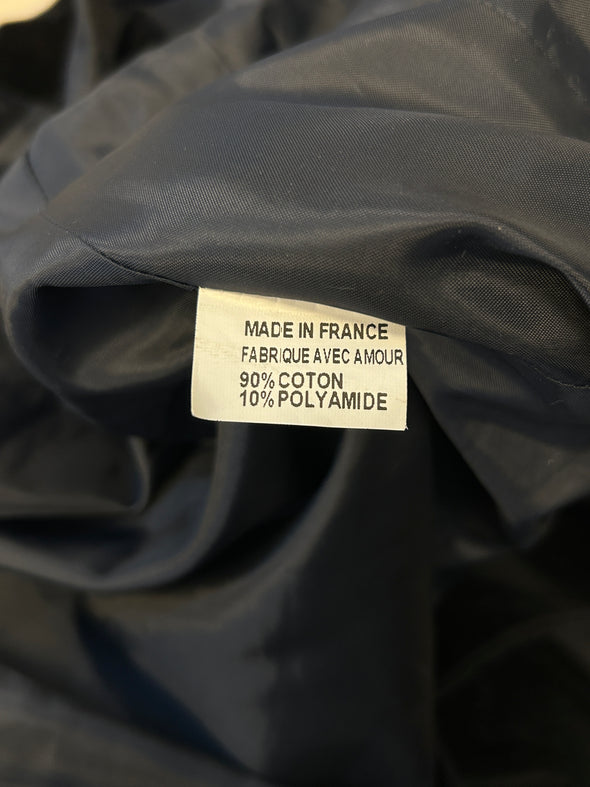 MADE IN FRANCE
FABRIQUE AVEC AMOUR
90% COTON
10% POLYAMIDE